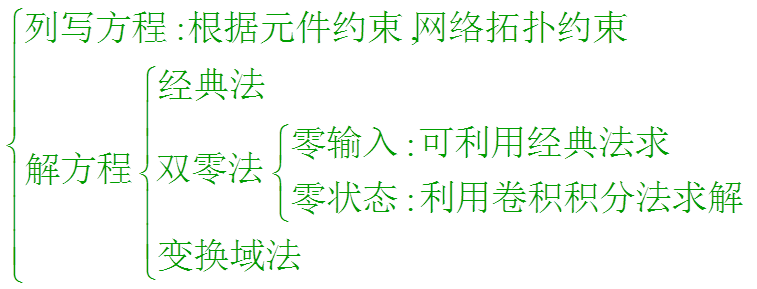 列写方程:根据元件约束,网络拓扑约束
解方程
经典法
双零法
零输入:可利用经典法求
零状态:利用卷积积分法求解
变换域法